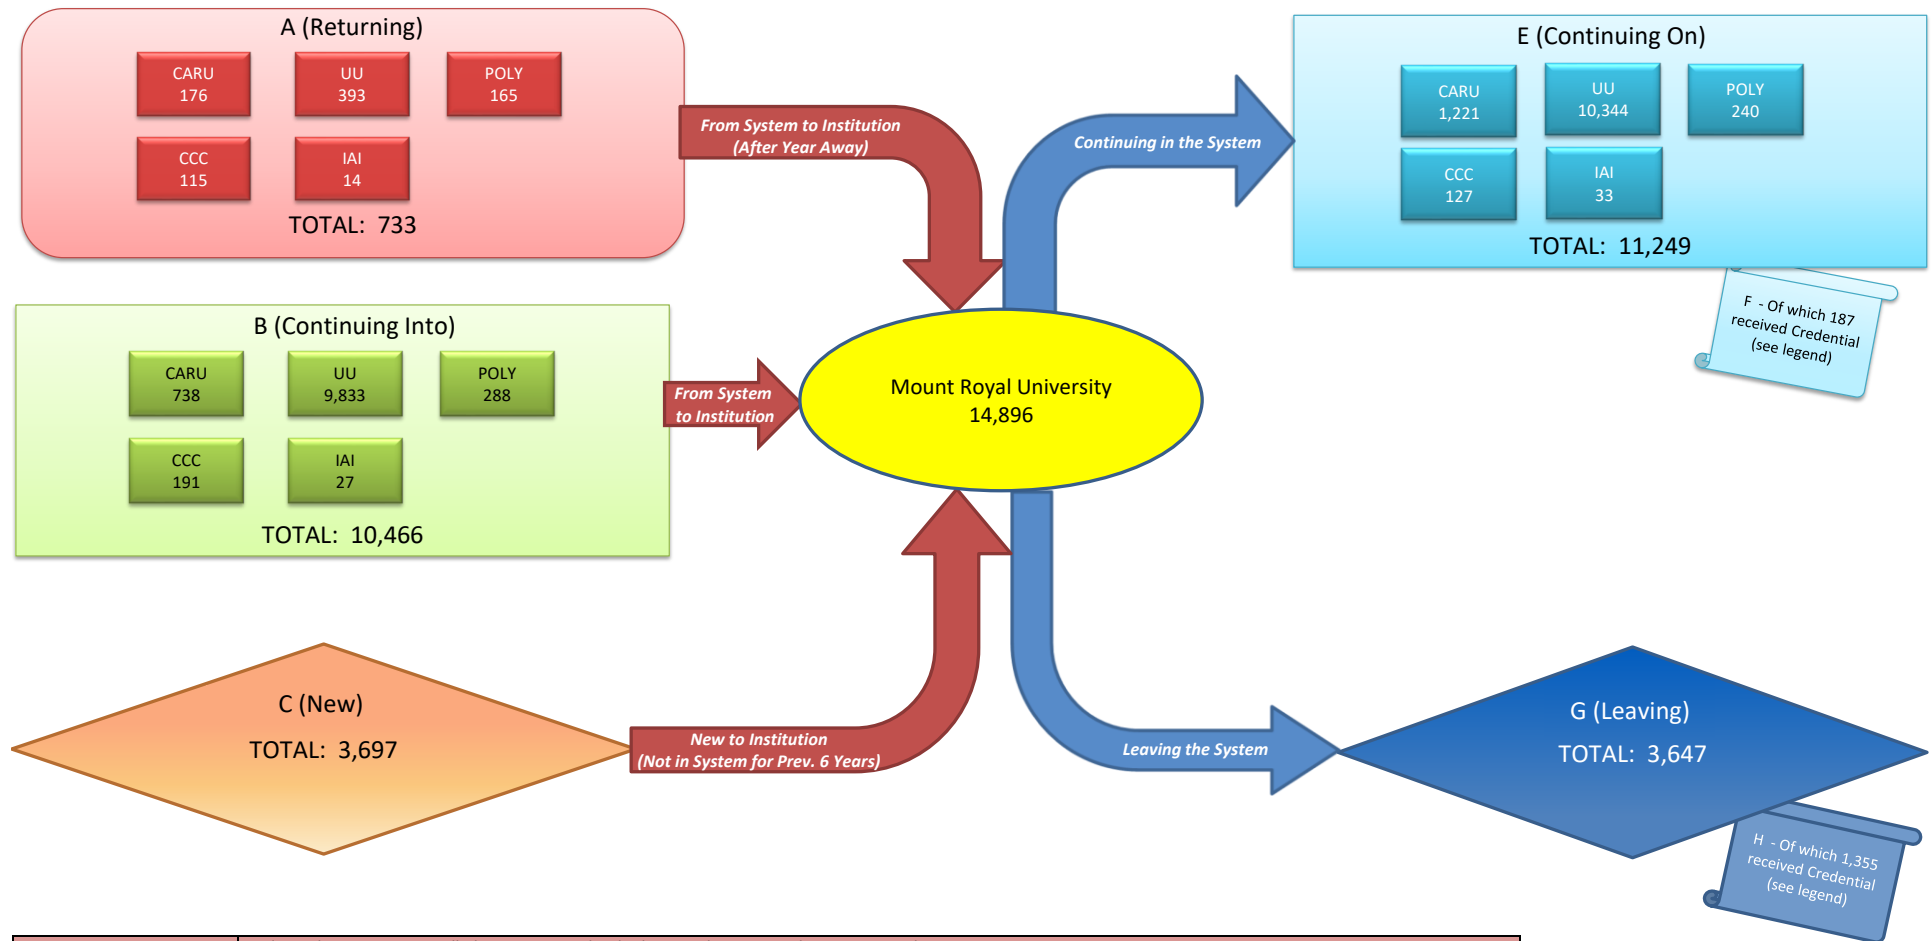 A (Returning)
CARU
176
UU
393
POLY
165
CCC
115
IAI
14
TOTAL: 733
From System to Institution
(After Year Away)
B (Continuing Into)
CARU
738
UU
9,833
POLY
288
CCC
191
IAI
27
TOTAL: 10,466
From System
to Institution
C (New)
TOTAL: 3,697
New to Institution
(Not in System for Prev. 6 Years)
Mount Royal University
14,896
Continuing in the System
E (Continuing On)
CARU
1,221
UU
10,344
POLY
240
CCC
127
IAI
33
TOTAL: 11,249
F - Of which 187
received Credential
(see legend)
Leaving the System
G (Leaving)
TOTAL: 3,647
H - Of which 1,355
received Credential
(see legend)